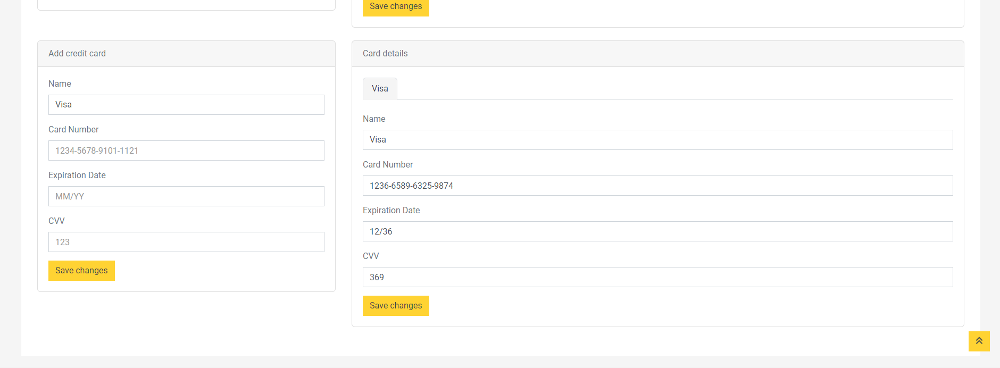 Save changes
Add credit card
Name
Visa
Card Number
1234-5678-9101-1121
Expiration Date
MM/YY
CVV
123
Save changes
Card details
Visa
Name
Visa
Card Number
1236-6589-6325-9874
Expiration Date
12/36
CVV
369
Save changes